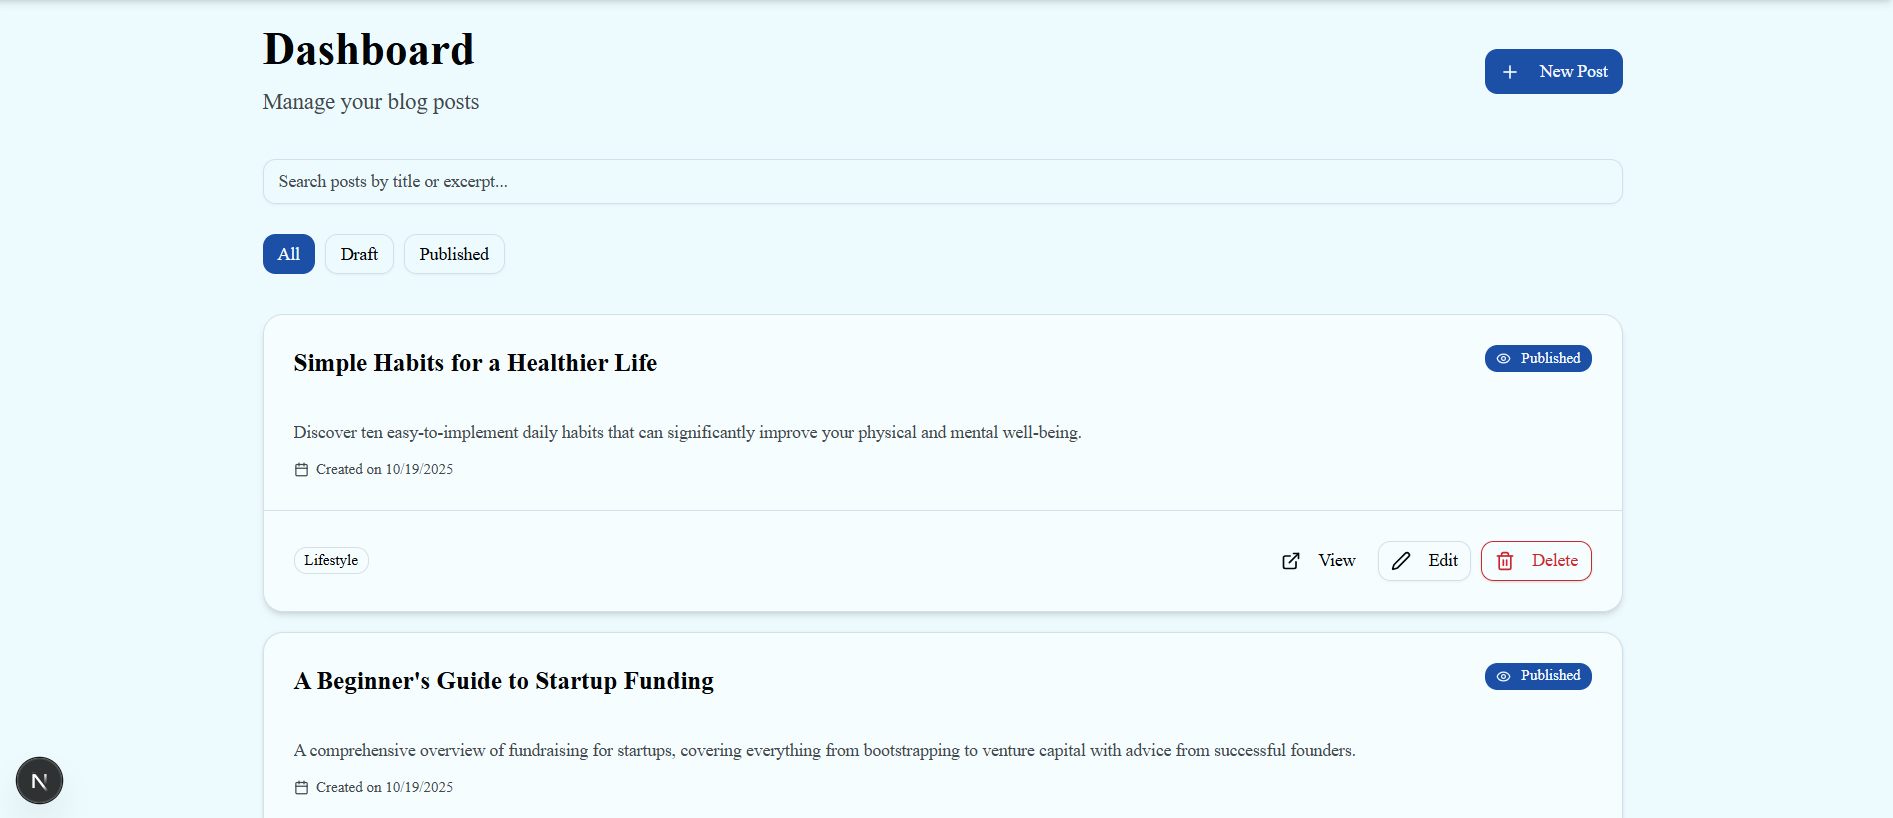 Dashboard
New Post
Manage your blog posts
Search posts by title or excerpt...
All
Draft
Published
Simple Habits for a Healthier Life
Published
Discover ten easy-to-implement daily habits that can significantly improve your physical and mental well-being.
Created on 10/19/2025
Lifestyle
View
Edit
Delete
A Beginner's Guide to Startup Funding
Published
A comprehensive overview of fundraising for startups, covering everything from bootstrapping to venture capital with advice from successful founders.
Created on 10/19/2025
N